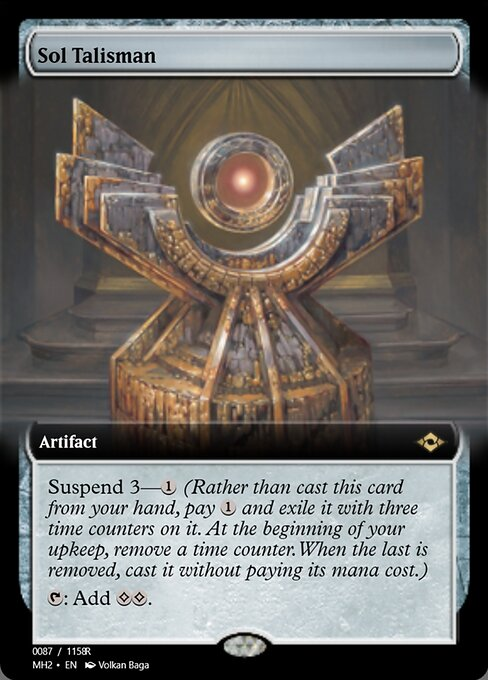 Sol Talisman
Artifact
Suspend 3—1 (Rather than cast this card
from your hand, pay 1 and exile it with three
time counters on it. At the beginning of your
upkeep, remove a time counter. When the last is
removed, cast it without paying its mana cost.)
: Add .
0087 / 1158R
MH2 • EN Volkan Baga